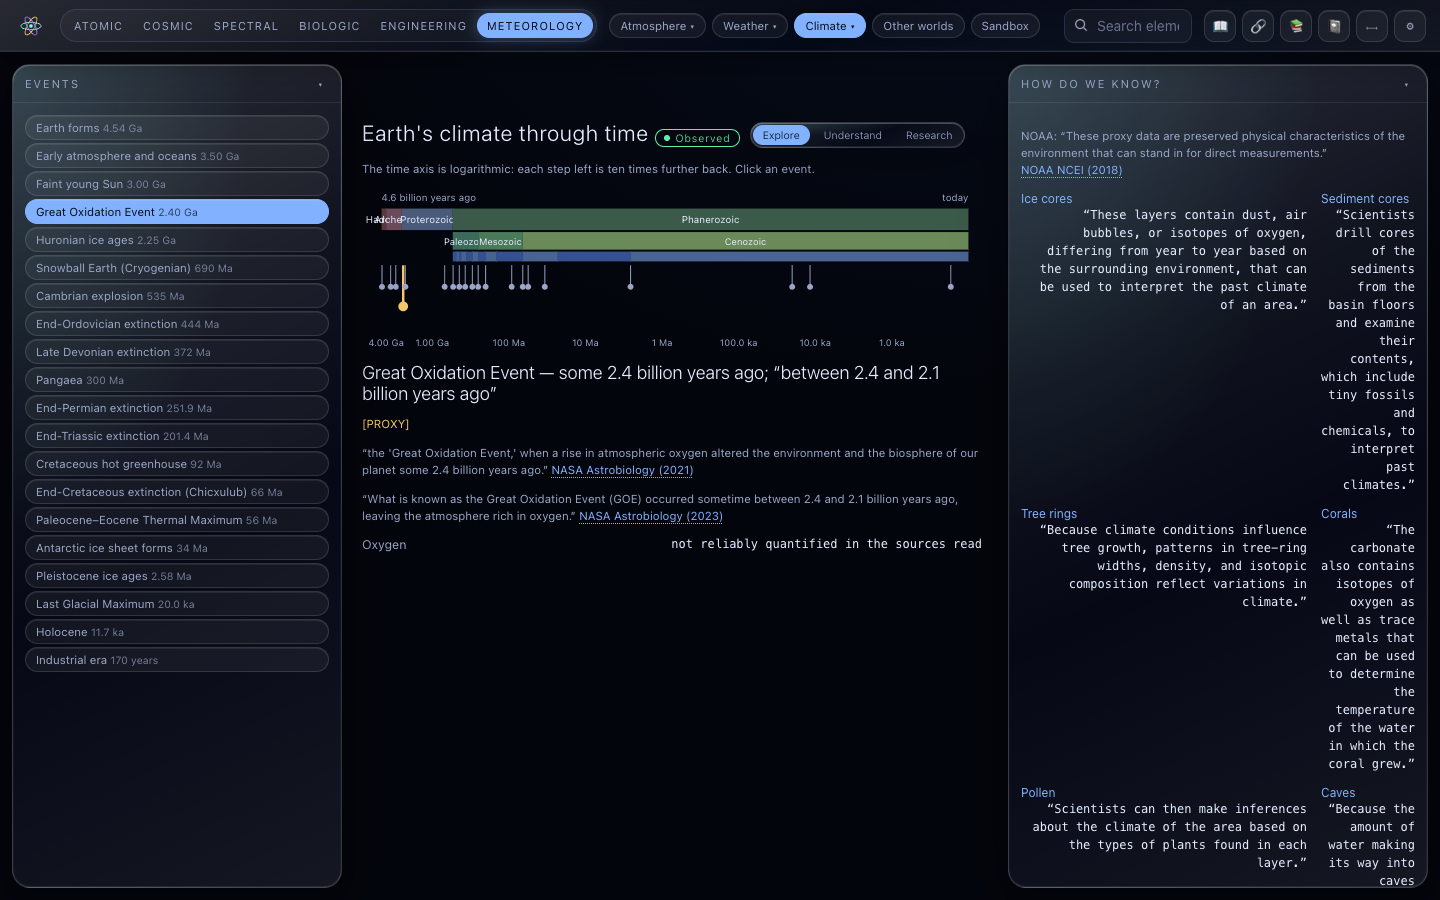 ATOMIC COSMIC SPECTRAL BIOLOGIC ENGINEERING METEOROLOGY Atmosphere ▾ Weather ▾ Climate ▾ Other worlds Sandbox Search elem
EVENTS
Earth forms 4.54 Ga
Early atmosphere and oceans 3.50 Ga
Faint young Sun 3.00 Ga
Great Oxidation Event 2.40 Ga
Huronian ice ages 2.25 Ga
Snowball Earth (Cryogenian) 690 Ma
Cambrian explosion 535 Ma
End-Ordovician extinction 444 Ma
Late Devonian extinction 372 Ma
Pangaea 300 Ma
End-Permian extinction 251.9 Ma
End-Triassic extinction 201.4 Ma
Cretaceous hot greenhouse 92 Ma
End-Cretaceous extinction (Chicxulub) 66 Ma
Paleocene–Eocene Thermal Maximum 56 Ma
Antarctic ice sheet forms 34 Ma
Pleistocene ice ages 2.58 Ma
Last Glacial Maximum 20.0 ka
Holocene 11.7 ka
Industrial era 170 years
Earth's climate through time Observed Explore Understand Research
The time axis is logarithmic: each step left is ten times further back. Click an event.
4.6 billion years ago today
Proterozoic Phanerozoic
Paleozo Mesozoic Cenozoic
4.00 Ga 1.00 Ga 100 Ma 10 Ma 1 Ma 100.0 ka 10.0 ka 1.0 ka
Great Oxidation Event — some 2.4 billion years ago; “between 2.4 and 2.1
billion years ago”
[PROXY]
“the 'Great Oxidation Event,' when a rise in atmospheric oxygen altered the environment and the biosphere of our
planet some 2.4 billion years ago.” NASA Astrobiology (2021)
“What is known as the Great Oxidation Event (GOE) occurred sometime between 2.4 and 2.1 billion years ago,
leaving the atmosphere rich in oxygen.” NASA Astrobiology (2023)
Oxygen not reliably quantified in the sources read
HOW DO WE KNOW?
NOAA: “These proxy data are preserved physical characteristics of the
environment that can stand in for direct measurements.”
NOAA NCEI (2018)
Ice cores
“These layers contain dust, air
bubbles, or isotopes of oxygen,
differing from year to year based on
the surrounding environment, that can
be used to interpret the past climate
of an area.”
Sediment cores
“Scientists
drill cores
of the
sediments
from the
basin floors
and examine
their
contents,
which include
tiny fossils
and
chemicals, to
interpret
past
climates.”
Tree rings
“Because climate conditions influence
tree growth, patterns in tree-ring
widths, density, and isotopic
composition reflect variations in
climate.”
Corals
“The
carbonate
also contains
isotopes of
oxygen as
well as trace
metals that
can be used
to determine
the
temperature
of the water
in which the
coral grew.”
Pollen
“Scientists can then make inferences
about the climate of the area based on
the types of plants found in each
layer.”
Caves
“Because the
amount of
water making
its way into
caves